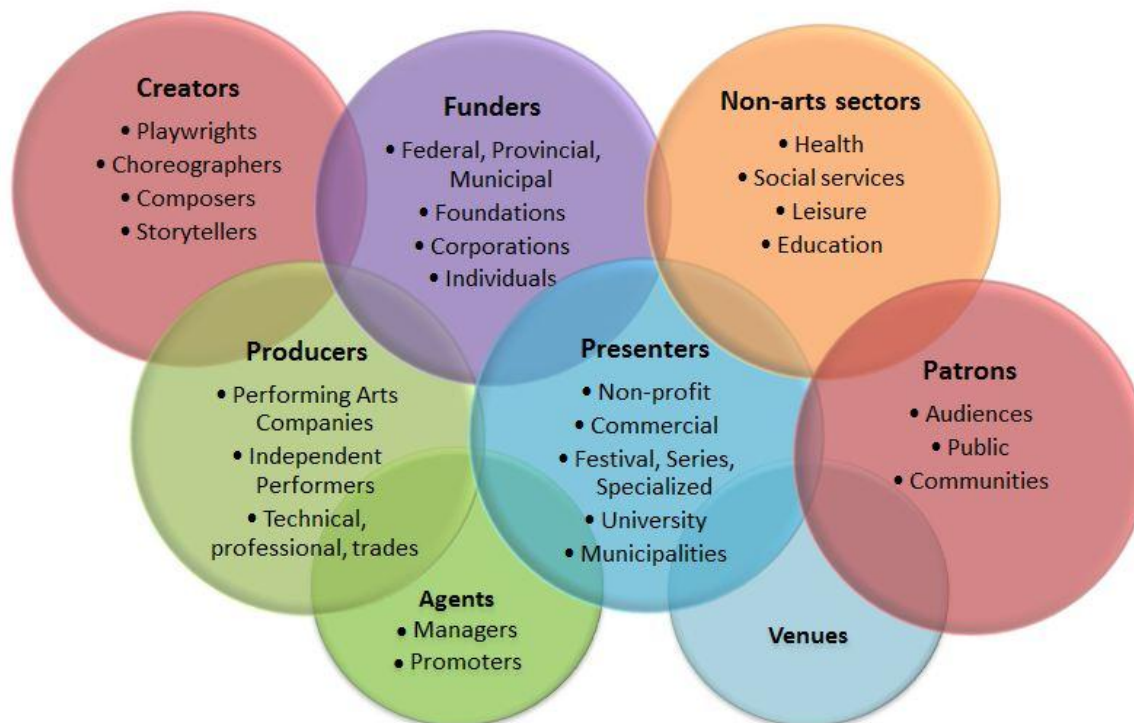 Creators
• Playwrights
• Choreographers
• Composers
• Storytellers
Funders
• Federal, Provincial,
Municipal
• Foundations
• Corporations
• Individuals
Non-arts sectors
• Health
• Social services
• Leisure
• Education
Producers
• Performing Arts
Companies
• Independent
Performers
• Technical,
professional, trades
Presenters
• Non-profit
• Commercial
• Festival, Series,
Specialized
• University
• Municipalities
Patrons
• Audiences
• Public
• Communities
Agents
• Managers
• Promoters
Venues